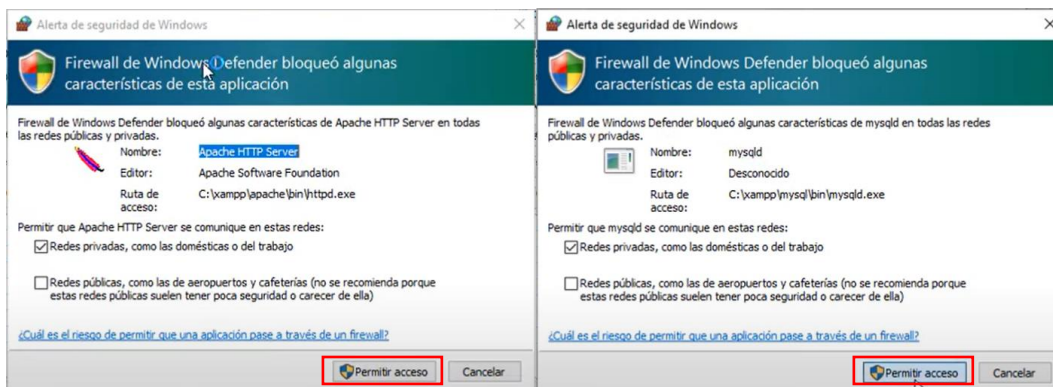 Alerta de seguridad de Windows
Firewall de Windows Defender bloqueó algunas
características de esta aplicación
Firewall de Windows Defender bloqueó algunas características de Apache HTTP Server en todas
las redes públicas y privadas.
Nombre: Apache HTTP Server
Editor: Apache Software Foundation
Ruta de C:\xampp\apache\bin\httpd.exe
acceso:
Permitir que Apache HTTP Server se comunique en estas redes:
Redes privadas, como las domésticas o del trabajo
Redes públicas, como las de aeropuertos y cafeterías (no se recomienda porque
estas redes públicas suelen tener poca seguridad o carecer de ella)
¿Cuál es el riesgo de permitir que una aplicación pase a través de un firewall?
Permitir acceso Cancelar
Alerta de seguridad de Windows
Firewall de Windows Defender bloqueó algunas
características de esta aplicación
Firewall de Windows Defender bloqueó algunas características de mysqld en todas las redes
públicas y privadas.
Nombre: mysqld
Editor: Desconocido
Ruta de C:\xampp\mysql\bin\mysqld.exe
acceso:
Permitir que mysqld se comunique en estas redes:
Redes privadas, como las domésticas o del trabajo
Redes públicas, como las de aeropuertos y cafeterías (no se recomienda porque
estas redes públicas suelen tener poca seguridad o carecer de ella)
¿Cuál es el riesgo de permitir que una aplicación pase a través de un firewall?
Permitir acceso Cancelar